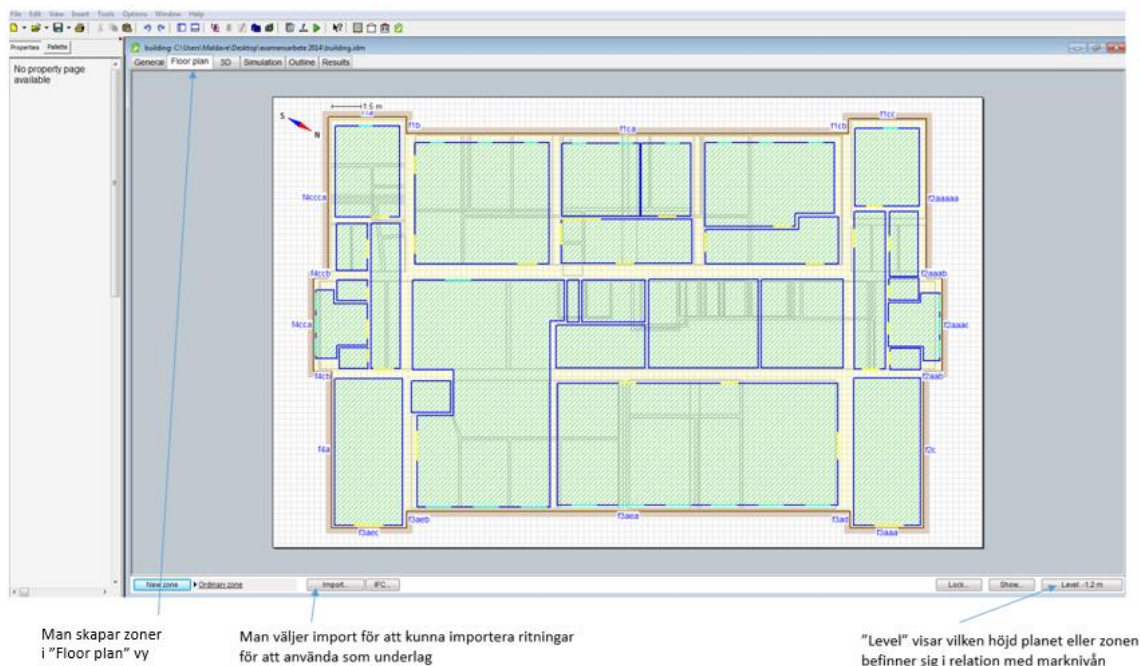 File Edit View Insert Tools Options Window Help
Properties Palette
No property page
available
building: C:\Users\Maldave\Desktop\examensarbete 2014\building.idm
General Floor plan 3D Simulation Outline Results
1.5 m
S
N
f1a
f1b
f1ca
f1cb
f1cc
f4ccca
f2aaaaa
f4ccb
f2aaab
f4cca
f2aaac
f4cb
f2aab
f4a
f2c
f3aec
f3aeb
f3aea
f3ad
f3aaa
New zone Ordinary zone Import... IFC... Lock... Show... Level: -1.2 m
Man skapar zoner
i "Floor plan" vy
Man väljer import för att kunna importera ritningar
för att använda som underlag
"Level" visar vilken höjd planet eller zonen
befinner sig i relation med marknivån